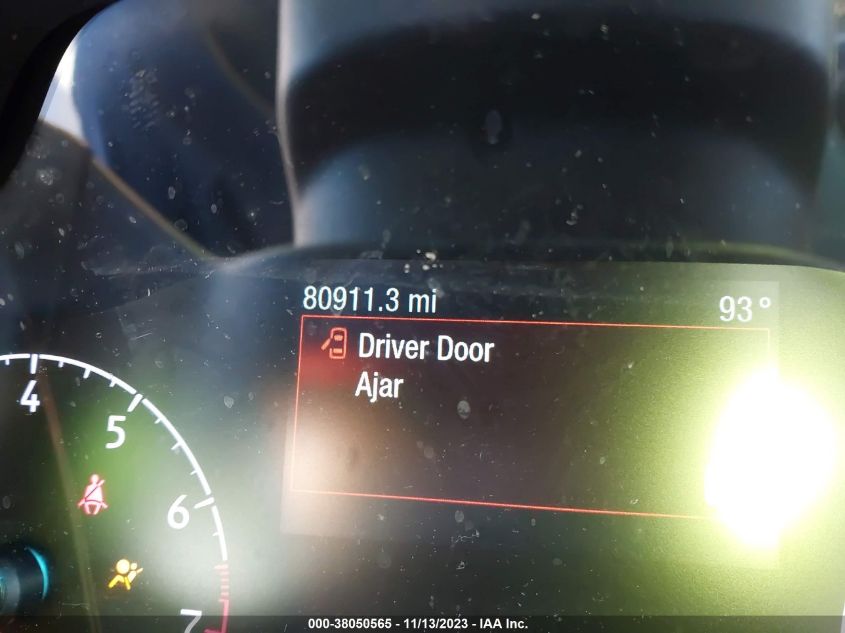 80911.3 mi 93°
Driver Door
Ajar
4
5
6
7
000-38050565 - 11/13/2023 - IAA Inc.